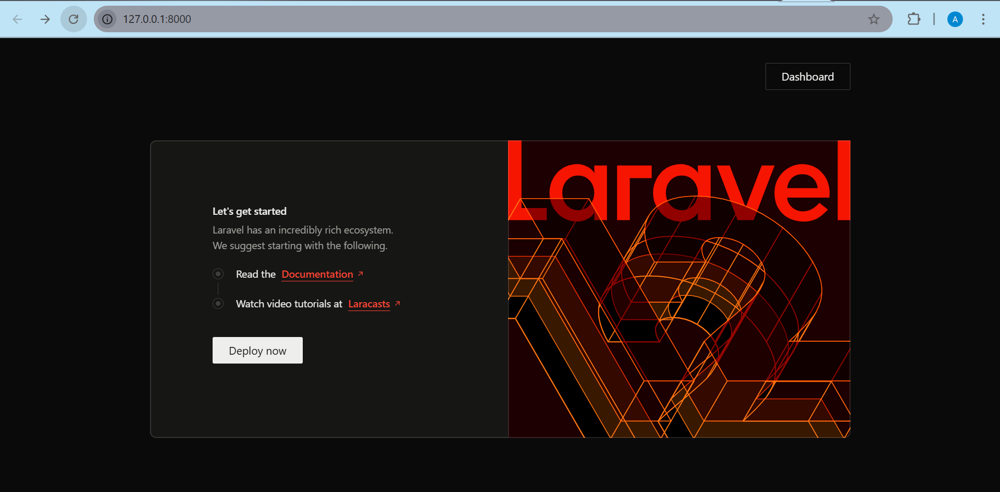 127.0.0.1:8000
A
Dashboard
Laravel
Let's get started
Laravel has an incredibly rich ecosystem.
We suggest starting with the following.
Read the Documentation
Watch video tutorials at Laracasts
Deploy now